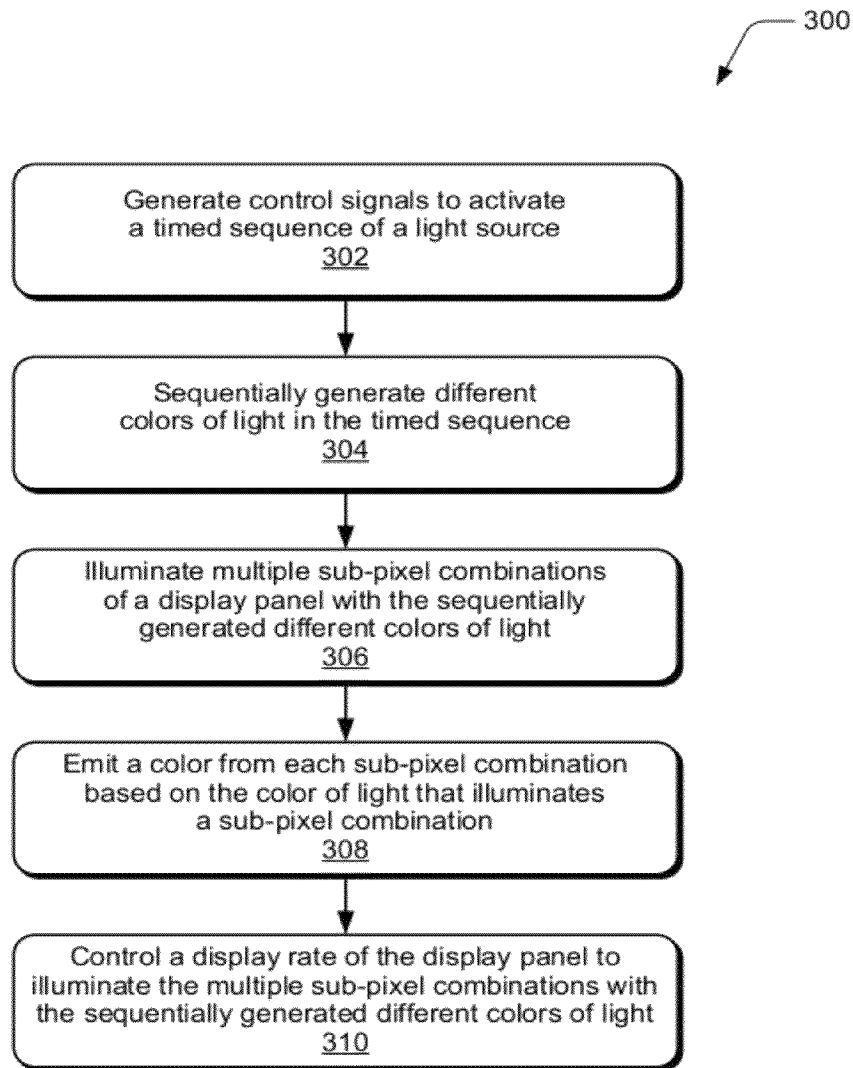 300
Generate control signals to activate
a timed sequence of a light source
302
Sequentially generate different
colors of light in the timed sequence
304
Illuminate multiple sub-pixel combinations
of a display panel with the sequentially
generated different colors of light
306
Emit a color from each sub-pixel combination
based on the color of light that illuminates
a sub-pixel combination
308
Control a display rate of the display panel to
illuminate the multiple sub-pixel combinations with
the sequentially generated different colors of light
310